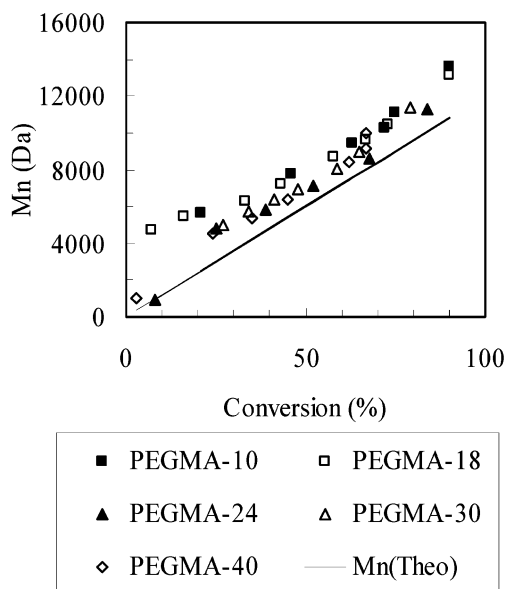 16000
12000
8000
4000
0
Mn (Da)
0 50 100
Conversion (%)
PEGMA-10 PEGMA-18
PEGMA-24 PEGMA-30
PEGMA-40 Mn(Theo)